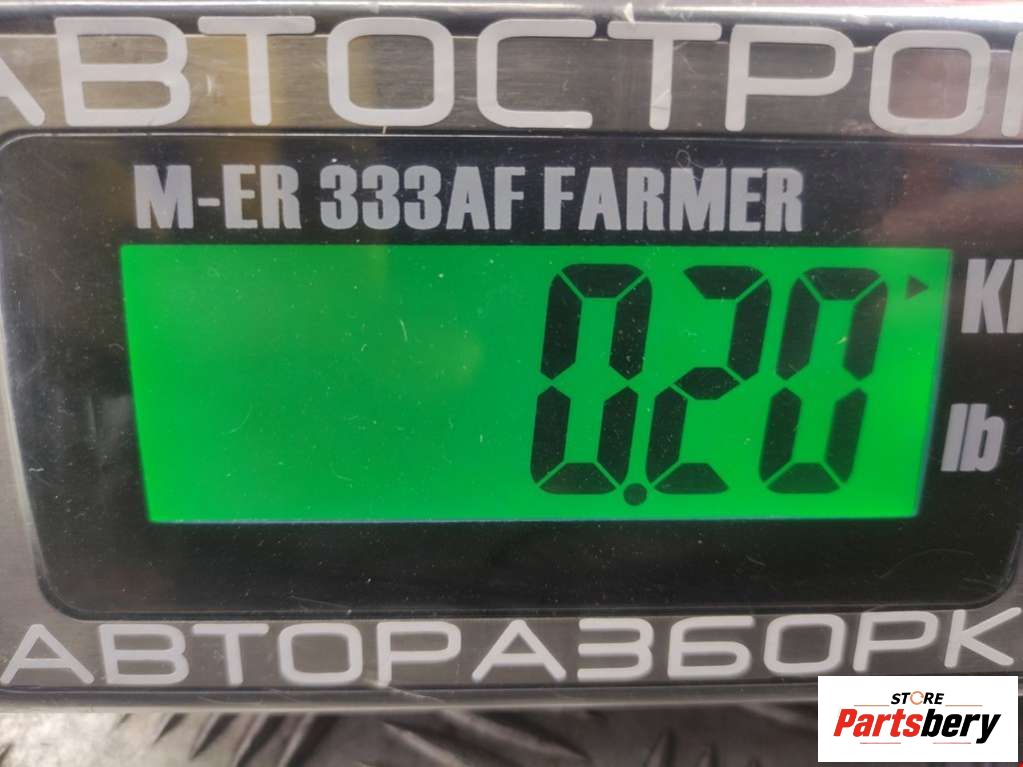 АВТОСТРО
M-ER 333AF FARMER
0.20
K
lb
АВТОРАЗБОРК
STORE
Partsbery